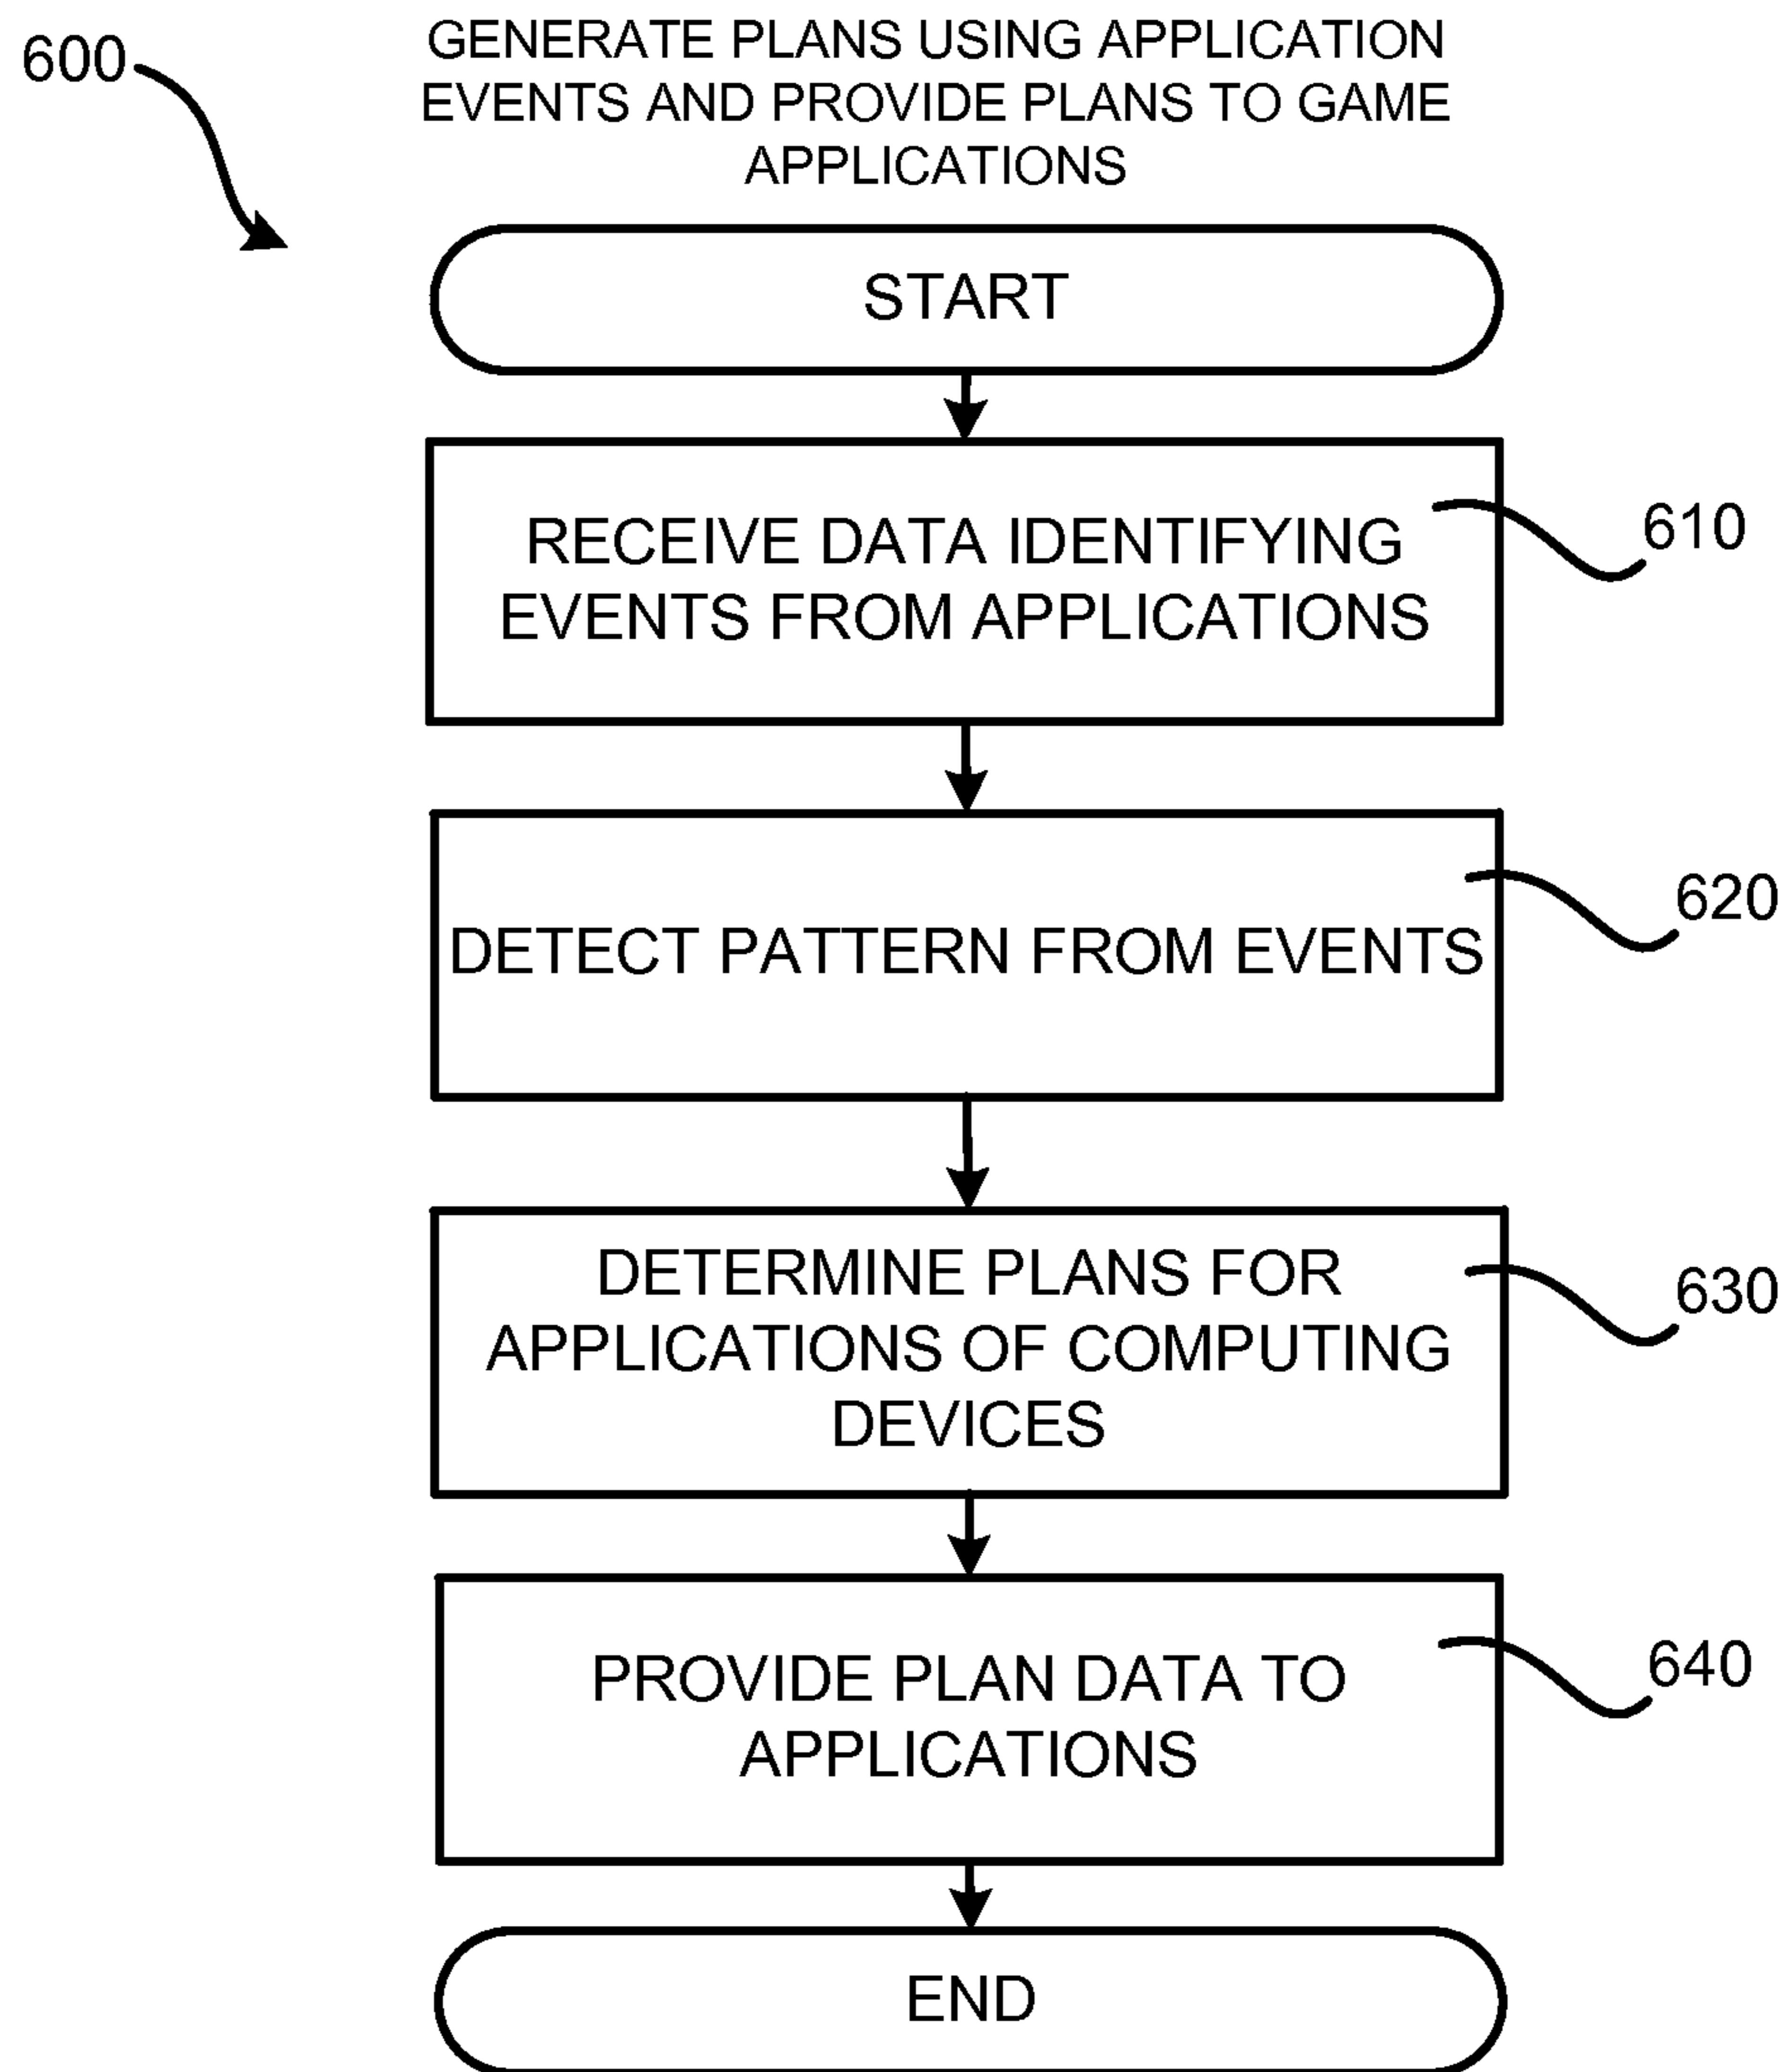 600
GENERATE PLANS USING APPLICATION
EVENTS AND PROVIDE PLANS TO GAME
APPLICATIONS
START
RECEIVE DATA IDENTIFYING
EVENTS FROM APPLICATIONS
610
DETECT PATTERN FROM EVENTS
620
DETERMINE PLANS FOR
APPLICATIONS OF COMPUTING
DEVICES
630
PROVIDE PLAN DATA TO
APPLICATIONS
640
END